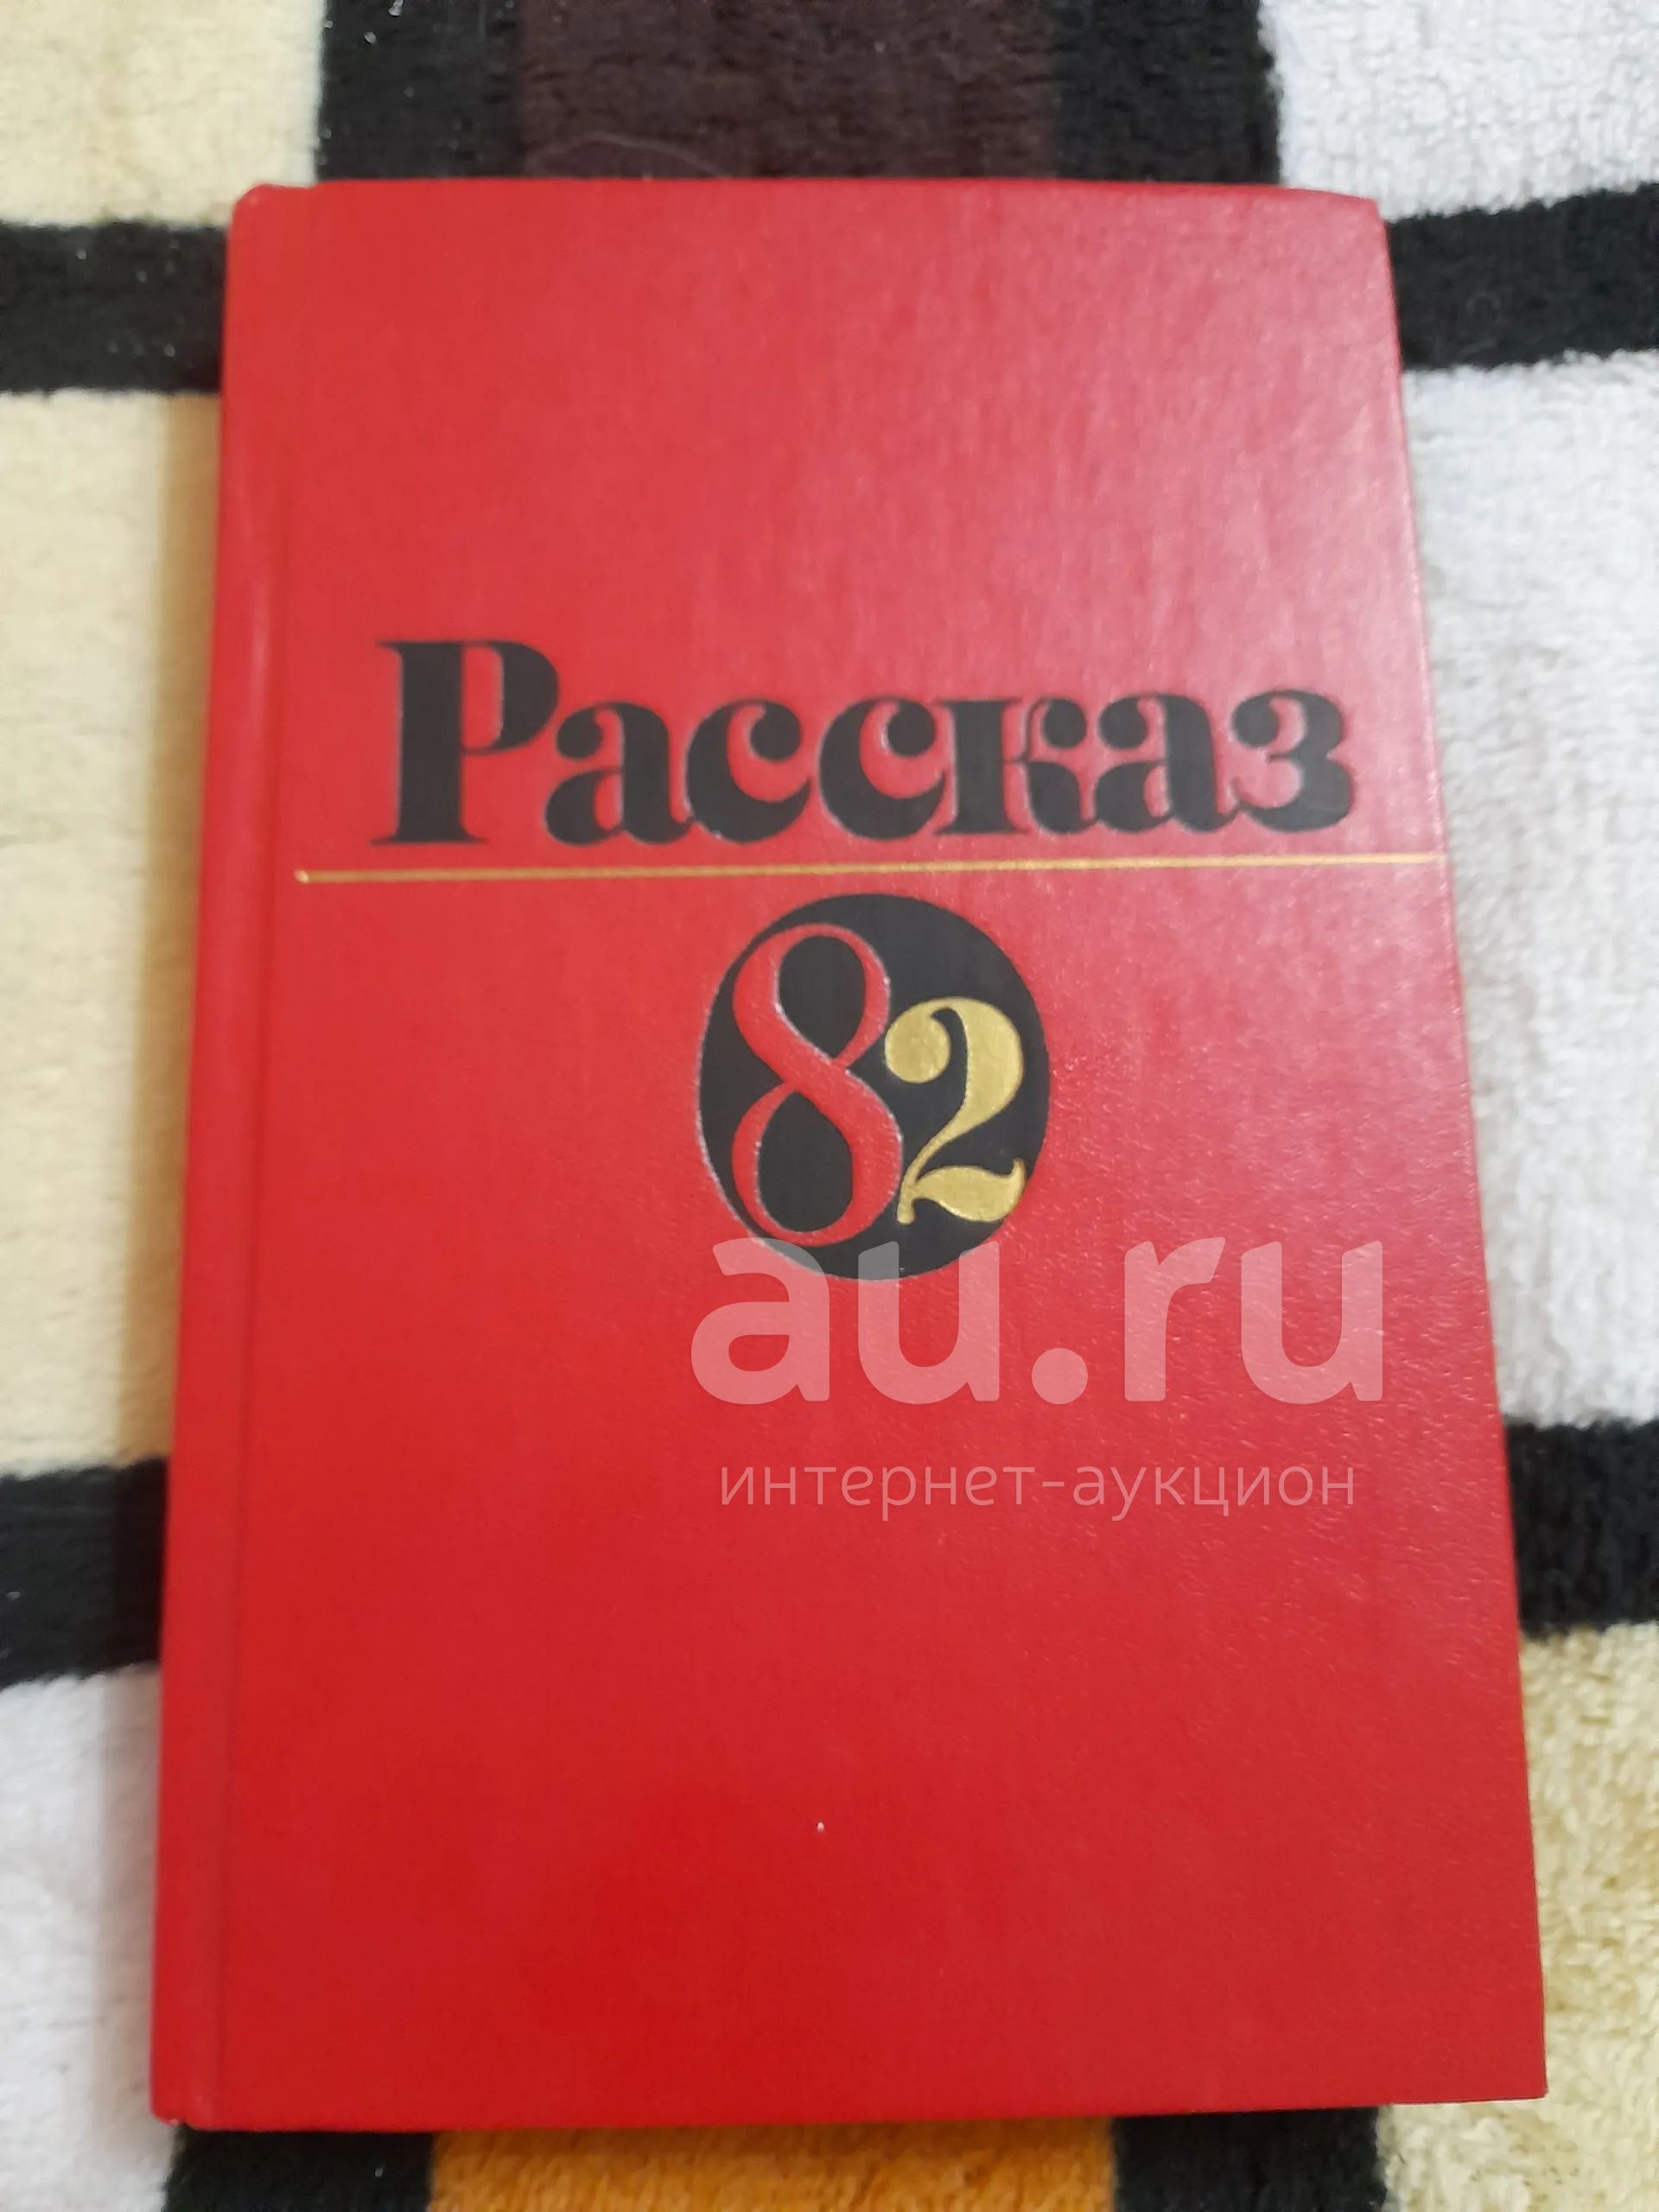 Рассказ
82
au.ru
интернет-аукцион